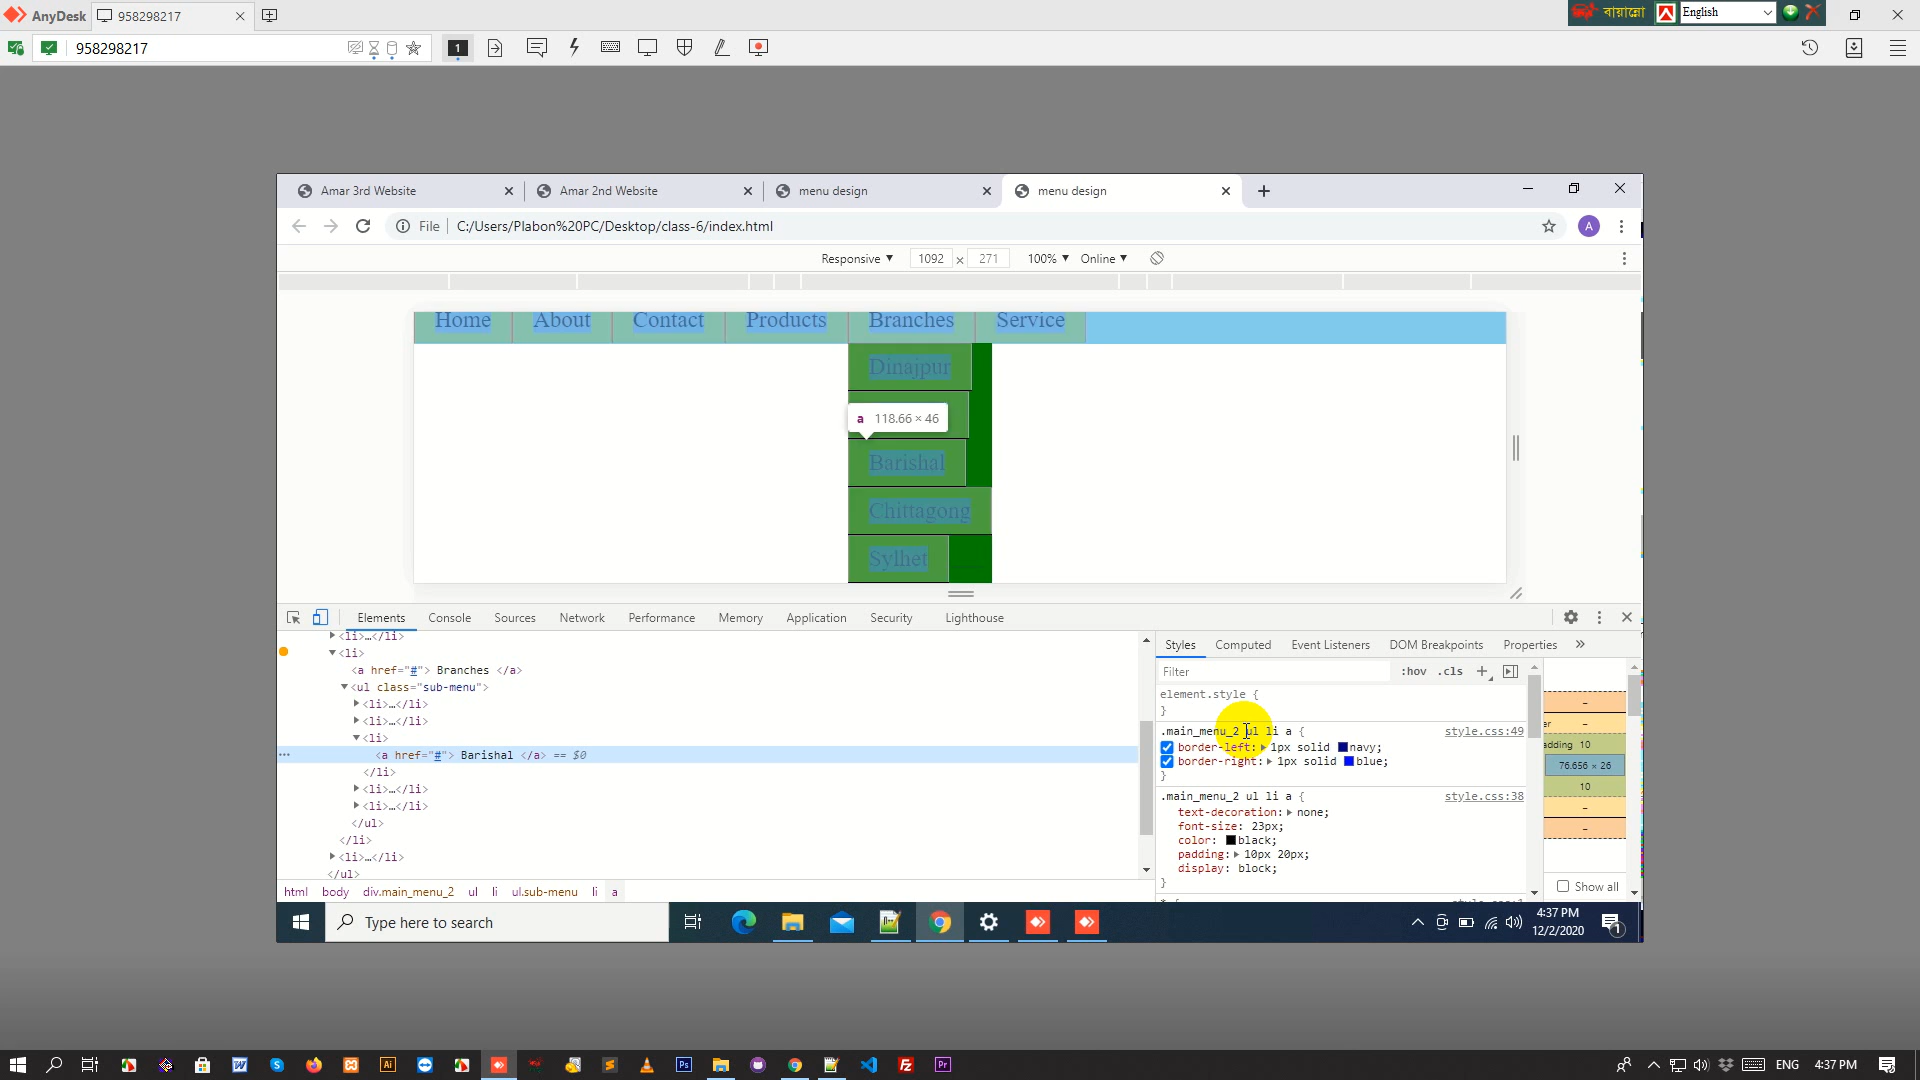 AnyDesk 958298217
বায়ান্নো English
958298217
1
Amar 3rd Website
Amar 2nd Website
menu design
menu design
File C:/Users/Plabon%20PC/Desktop/class-6/index.html
A
Responsive 1092 x 271 100% Online
Home About Contact Products Branches Service
Dinajpur
a 118.66 × 46
Barishal
Chittagong
Sylhet
Elements Console Sources Network Performance Memory Application Security Lighthouse
<li>…</li>
<li>
<a href="#"> Branches </a>
<ul class="sub-menu">
<li>…</li>
<li>…</li>
<li>
<a href="#"> Barishal </a> == $0
</li>
<li>…</li>
<li>…</li>
</ul>
</li>
<li>…</li>
</ul>
html body div.main_menu_2 ul li ul.sub-menu li a
Styles Computed Event Listeners DOM Breakpoints Properties »
Filter :hov .cls +
element.style {
}
.main_menu_2 ul li a { style.css:49
border-left: 1px solid navy;
border-right: 1px solid blue;
}
.main_menu_2 ul li a { style.css:38
text-decoration: none;
font-size: 23px;
color: black;
padding: 10px 20px;
display: block;
}
er
adding 10
76.656 × 26
10
Show all
Type here to search
4:37 PM
12/2/2020
1
ENG 4:37 PM